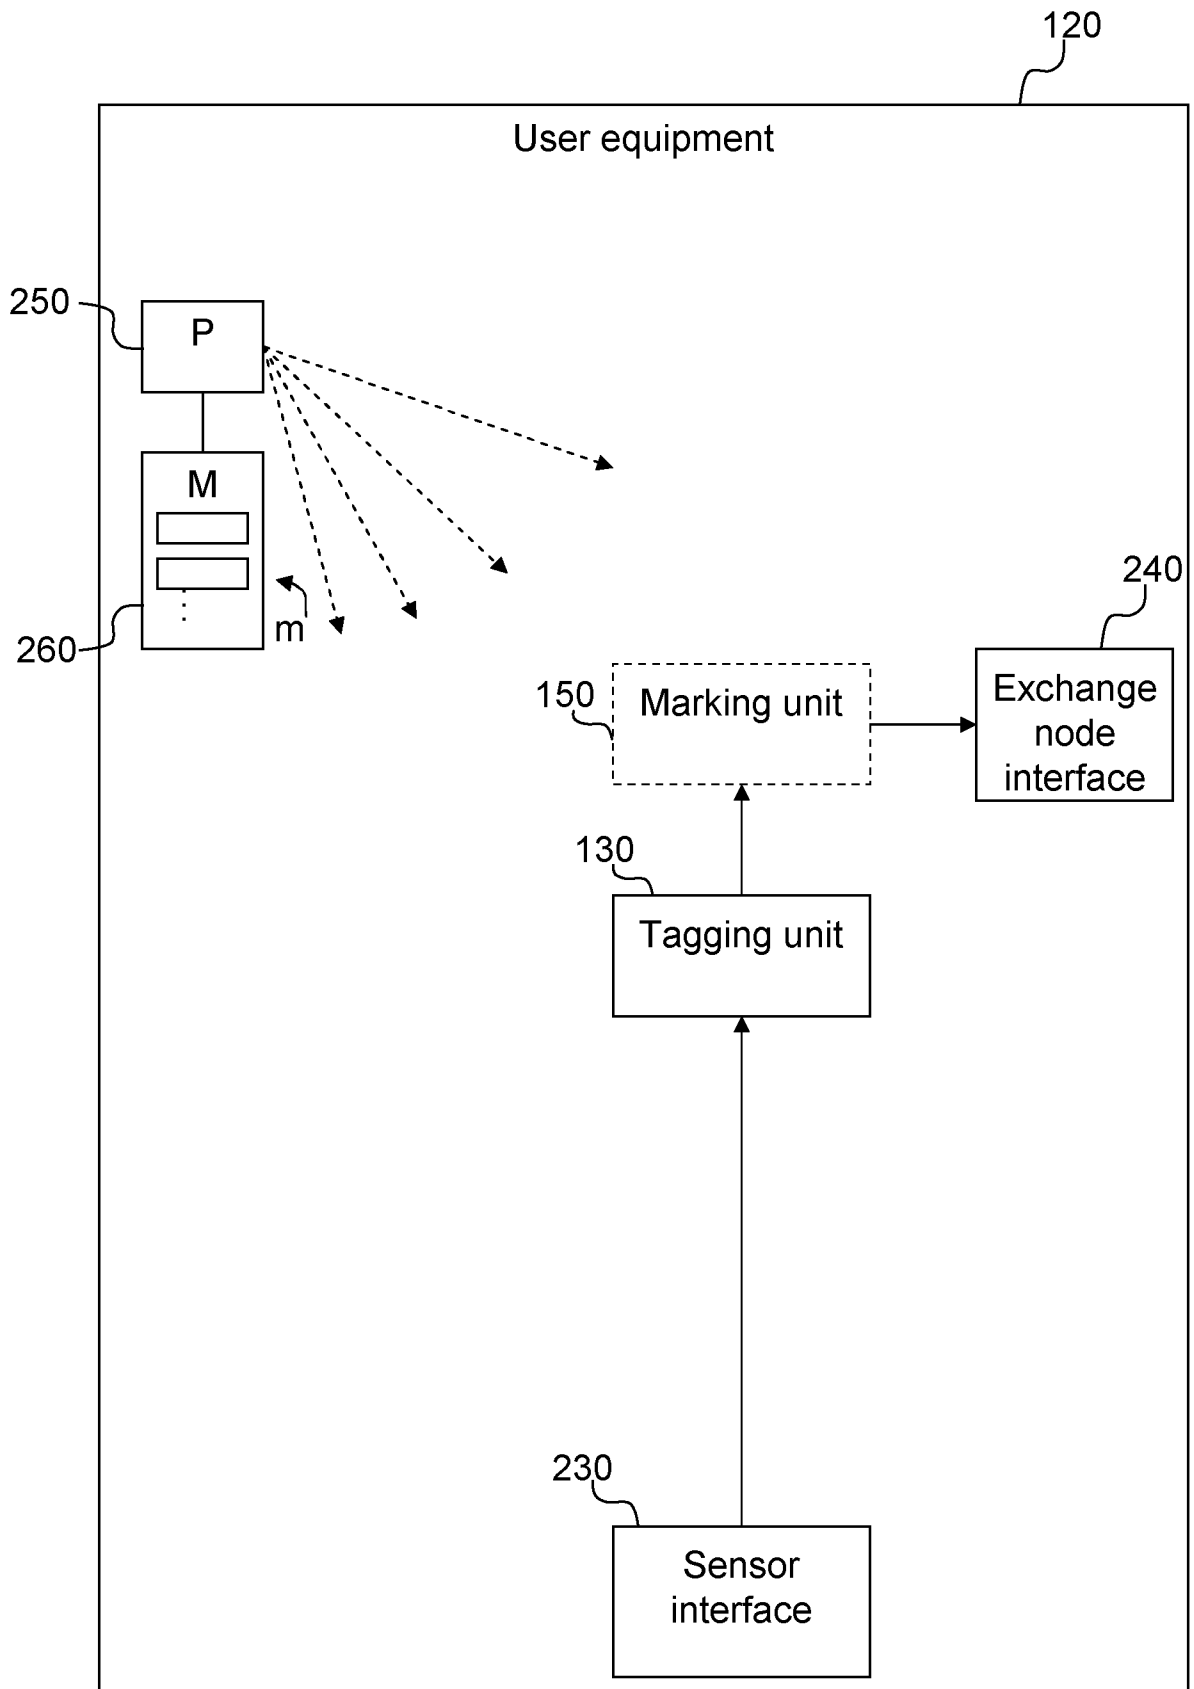 120
User equipment
250
P
M
260
m
240
Exchange
node
interface
150
Marking unit
130
Tagging unit
230
Sensor
interface